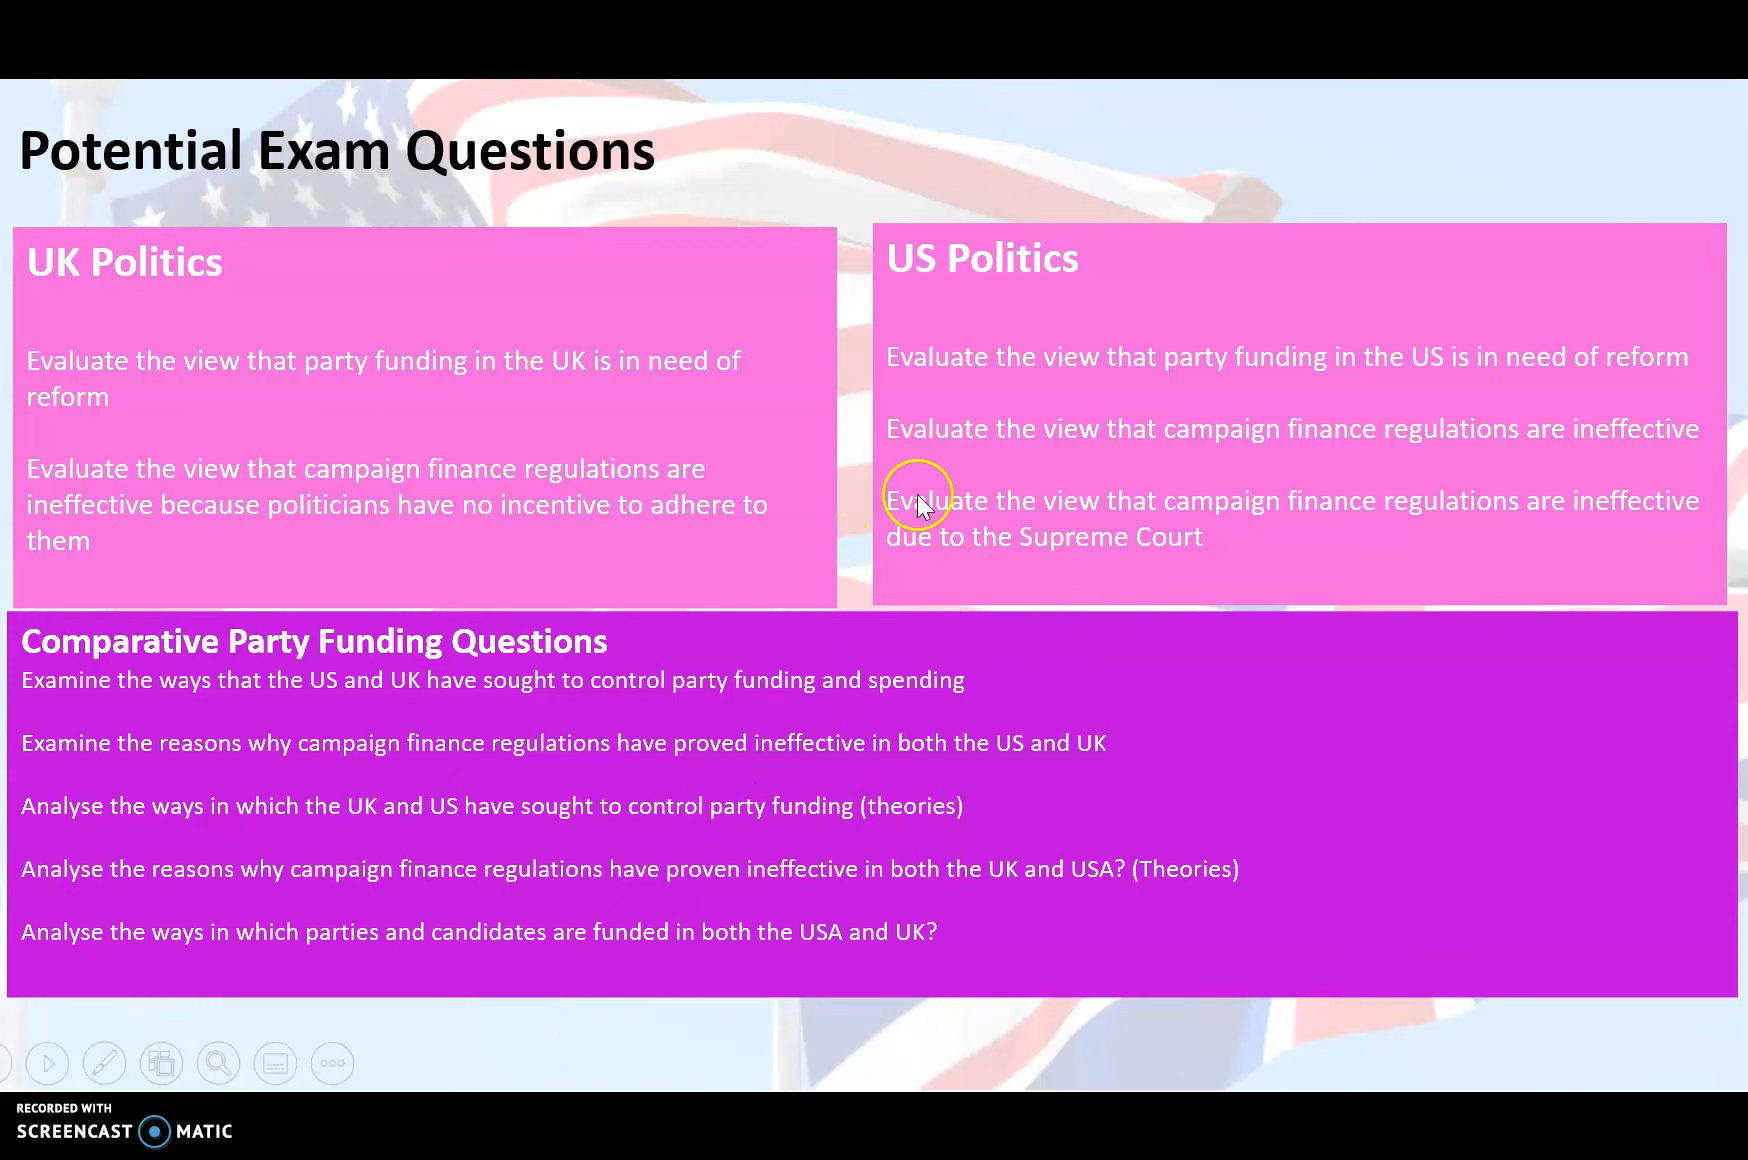 Potential Exam Questions
UK Politics
Evaluate the view that party funding in the UK is in need of
reform
Evaluate the view that campaign finance regulations are
ineffective because politicians have no incentive to adhere to
them
US Politics
Evaluate the view that party funding in the US is in need of reform
Evaluate the view that campaign finance regulations are ineffective
Evaluate the view that campaign finance regulations are ineffective
due to the Supreme Court
Comparative Party Funding Questions
Examine the ways that the US and UK have sought to control party funding and spending
Examine the reasons why campaign finance regulations have proved ineffective in both the US and UK
Analyse the ways in which the UK and US have sought to control party funding (theories)
Analyse the reasons why campaign finance regulations have proven ineffective in both the UK and USA? (Theories)
Analyse the ways in which parties and candidates are funded in both the USA and UK?
RECORDED WITH
SCREENCAST MATIC